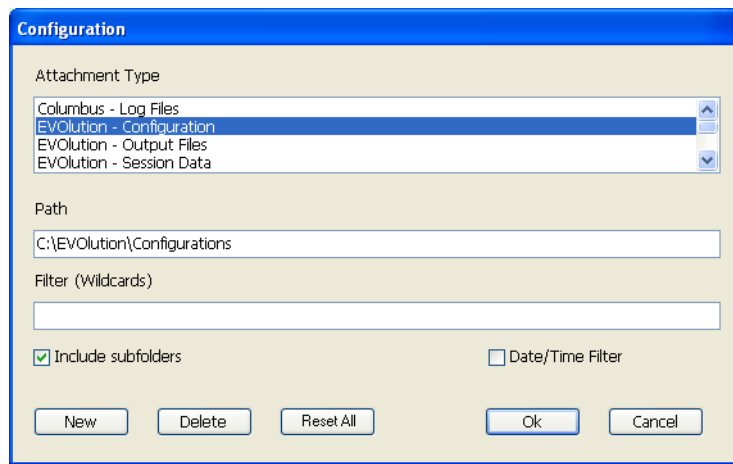 Configuration
Attachment Type
Columbus - Log Files
EVOlution - Configuration
EVOlution - Output Files
EVOlution - Session Data
Path
C:\EVOlution\Configurations
Filter (Wildcards)
Include subfolders
Date/Time Filter
New Delete Reset All Ok Cancel